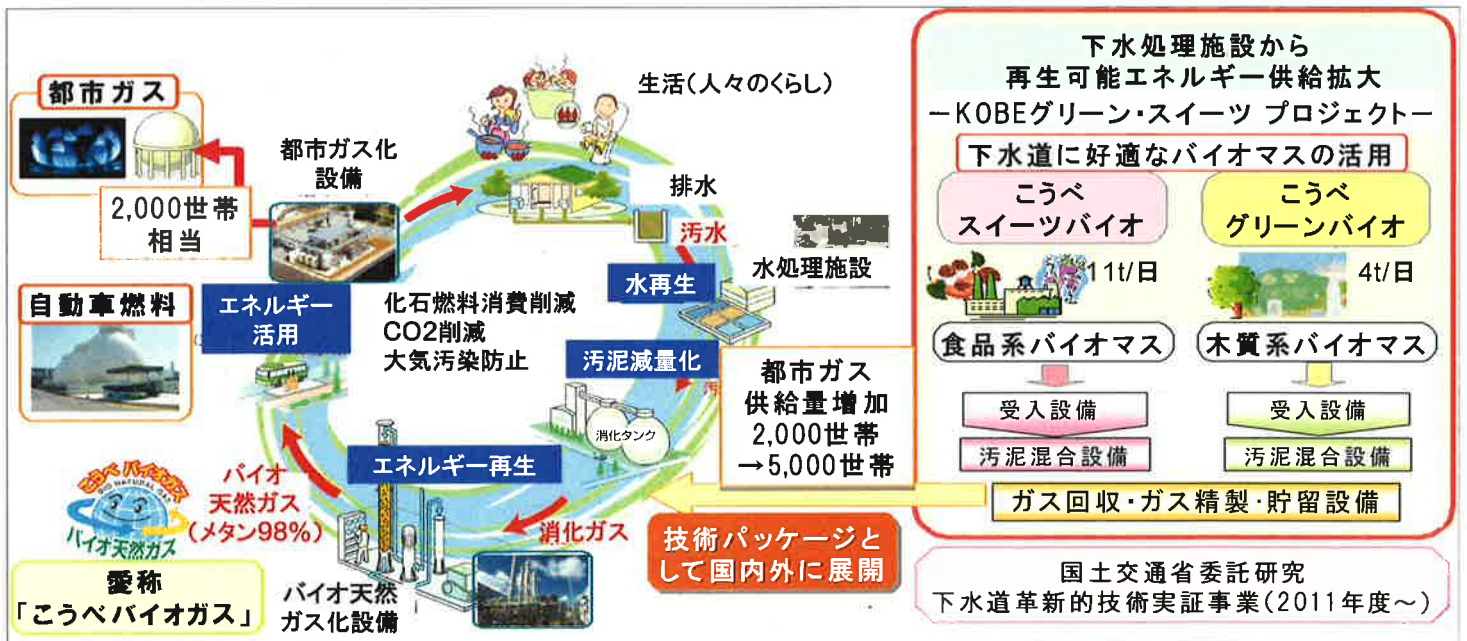 都市ガス
2,000世帯
相当
都市ガス化
設備
生活(人々のくらし)
排水
汚水
水処理施設
水再生
自動車燃料
エネルギー
活用
化石燃料消費削減
CO2削減
大気汚染防止
汚泥減量化
汚
消化タンク
都市ガス
供給量増加
2,000世帯
→5,000世帯
エネルギー再生
バイオ
天然ガス
(メタン98%)
消化ガス
こうべバイオガス
BIO NATURAL GAS
バイオ天然ガス
愛称
「こうべバイオガス」
バイオ天然
ガス化設備
技術パッケージと
して国内外に展開
下水処理施設から
再生可能エネルギー供給拡大
−KOBEグリーン・スイーツ プロジェクト−
下水道に好適なバイオマスの活用
こうべ
スイーツバイオ
11t/日
食品系バイオマス
受入設備
汚泥混合設備
こうべ
グリーンバイオ
4t/日
木質系バイオマス
受入設備
汚泥混合設備
ガス回収・ガス精製・貯留設備
国土交通省委託研究
下水道革新的技術実証事業(2011年度～)